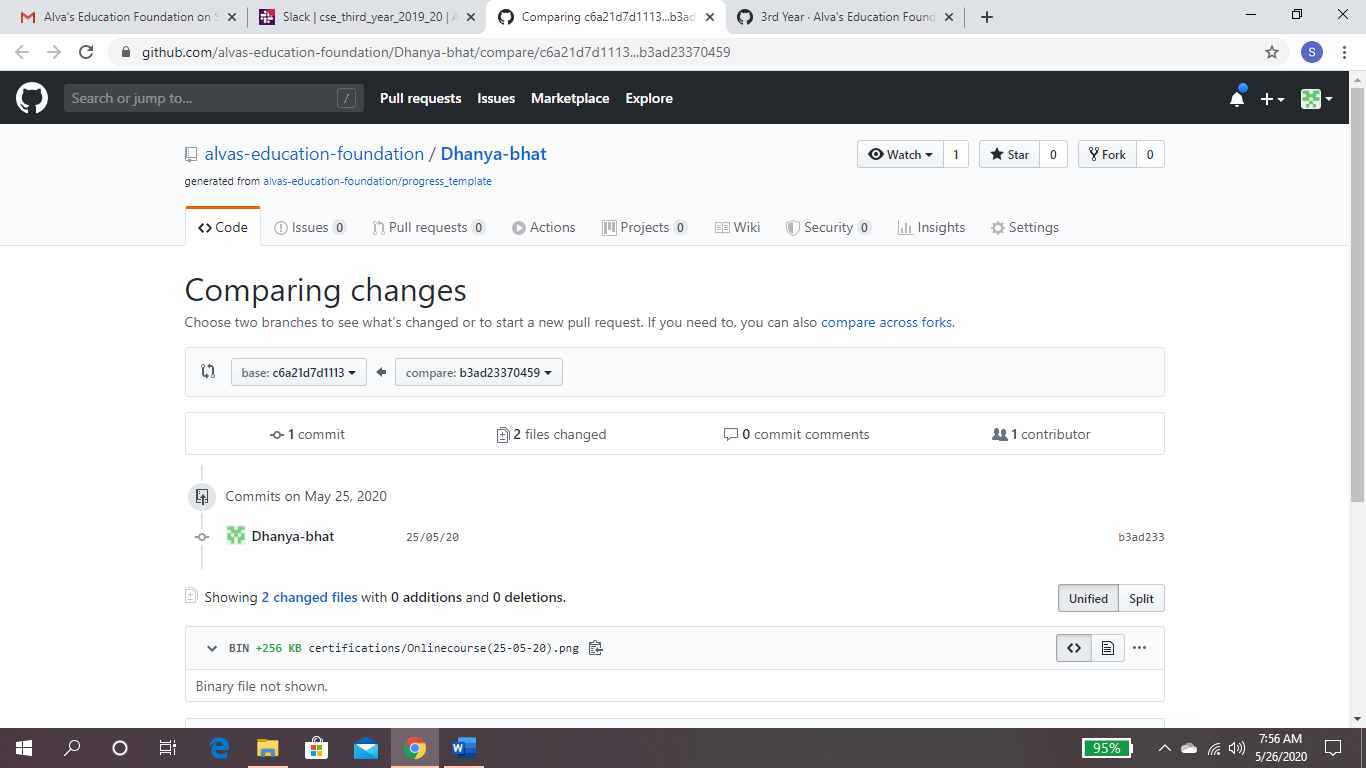 Alva's Education Foundation on S
Slack | cse_third_year_2019_20 | A
Comparing c6a21d7d1113...b3ad
3rd Year · Alva's Education Found
github.com/alvas-education-foundation/Dhanya-bhat/compare/c6a21d7d1113...b3ad23370459
S
Search or jump to...
/
Pull requests
Issues
Marketplace
Explore
alvas-education-foundation / Dhanya-bhat
Watch 1
Star 0
Fork 0
generated from alvas-education-foundation/progress_template
Code
Issues 0
Pull requests 0
Actions
Projects 0
Wiki
Security 0
Insights
Settings
Comparing changes
Choose two branches to see what's changed or to start a new pull request. If you need to, you can also compare across forks.
base: c6a21d7d1113
compare: b3ad23370459
1 commit
2 files changed
0 commit comments
1 contributor
Commits on May 25, 2020
Dhanya-bhat
25/05/20
b3ad233
Showing 2 changed files with 0 additions and 0 deletions.
Unified
Split
BIN +256 KB certifications/Onlinecourse(25-05-20).png
Binary file not shown.
95%
7:56 AM
5/26/2020